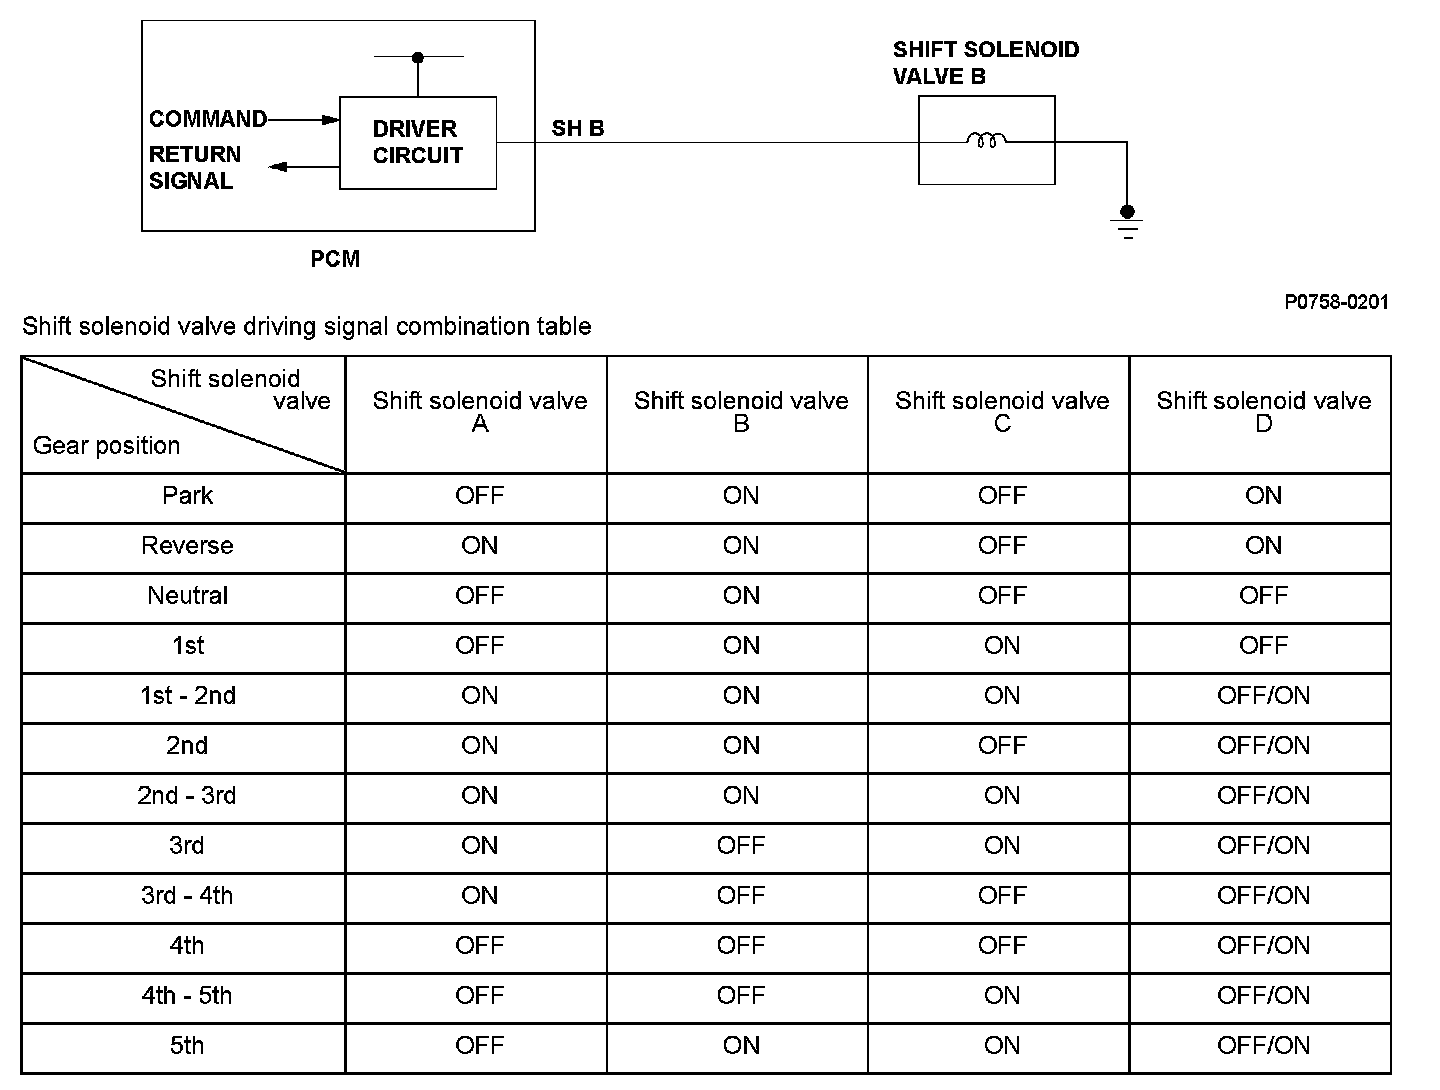 COMMAND
RETURN
SIGNAL
DRIVER
CIRCUIT
SH B
SHIFT SOLENOID
VALVE B
PCM
P0758-0201
Shift solenoid valve driving signal combination table
Shift solenoid
valve
Gear position
Shift solenoid valve
A
Shift solenoid valve
B
Shift solenoid valve
C
Shift solenoid valve
D
Park OFF ON OFF ON
Reverse ON ON OFF ON
Neutral OFF ON OFF OFF
1st OFF ON ON OFF
1st - 2nd ON ON ON OFF/ON
2nd ON ON OFF OFF/ON
2nd - 3rd ON ON ON OFF/ON
3rd ON OFF ON OFF/ON
3rd - 4th ON OFF OFF OFF/ON
4th OFF OFF OFF OFF/ON
4th - 5th OFF OFF ON OFF/ON
5th OFF ON ON OFF/ON